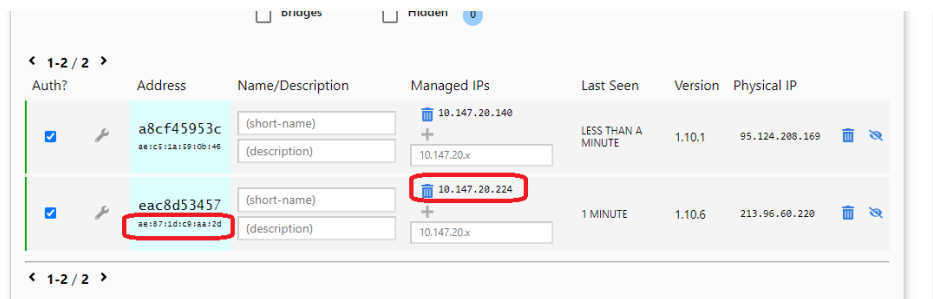 Bridges Hidden 0
1-2 / 2
Auth? Address Name/Description Managed IPs Last Seen Version Physical IP
10.147.20.140
a8cf45953c (short-name)
LESS THAN A MINUTE 1.10.1 95.124.208.169
ae:c5:1a:59:0b:46 (description) 10.147.20.x
10.147.20.224
eac8d53457 (short-name)
1 MINUTE 1.10.6 213.96.60.220
ae:87:1d:c9:aa:2d (description) 10.147.20.x
1-2 / 2